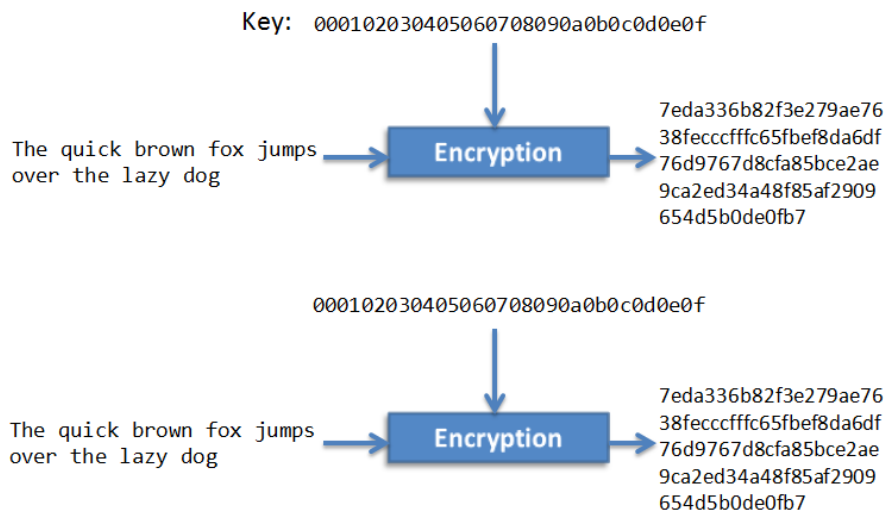 Key: 000102030405060708090a0b0c0d0e0f
The quick brown fox jumps
over the lazy dog
Encryption
7eda336b82f3e279ae76
38fecccfffc65fbef8da6df
76d9767d8cfa85bce2ae
9ca2ed34a48f85af2909
654d5b0de0fb7
000102030405060708090a0b0c0d0e0f
The quick brown fox jumps
over the lazy dog
Encryption
7eda336b82f3e279ae76
38fecccfffc65fbef8da6df
76d9767d8cfa85bce2ae
9ca2ed34a48f85af2909
654d5b0de0fb7